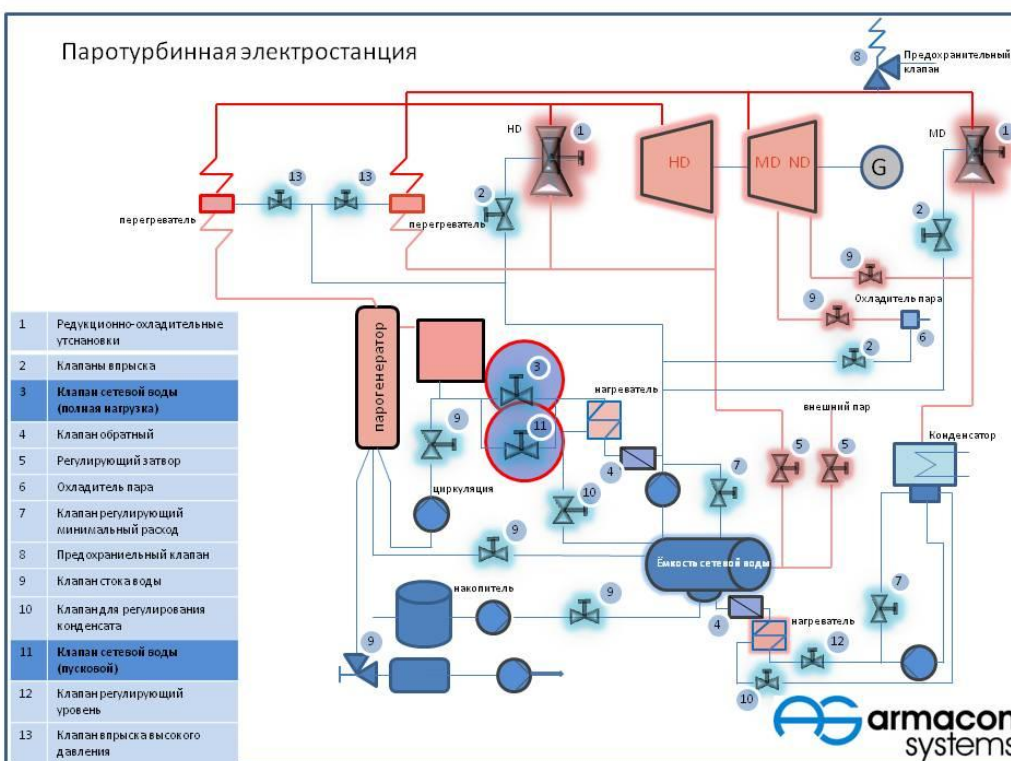 Паротурбинная электростанция
8
Предохранительный
клапан
HD
1
MD
1
13
13
2
HD
MD ND
G
2
перегреватель
перегреватель
9
9
Охладитель пара
2
6
1 Редукционно-охладительные
утснановки
2 Клапаны впрыска
3 Клапан сетевой воды
(полная нагрузка)
4 Клапан обратный
5 Регулирующий затвор
6 Охладитель пара
7 Клапан регулирующий
минимальный расход
8 Предохраниельный клапан
9 Клапан стока воды
10 Клапан для регулирования
конденсата
11 Клапан сетевой воды
(пусковой)
12 Клапан регулирующий
уровень
13 Клапан впрыска высокого
давления
парогенератор
3
11
9
нагреватель
4
10
7
внешний пар
5
5
Конденсатор
циркуляция
9
Ёмкость сетевой воды
накопитель
9
9
4
нагреватель
7
12
10
armacon
systems